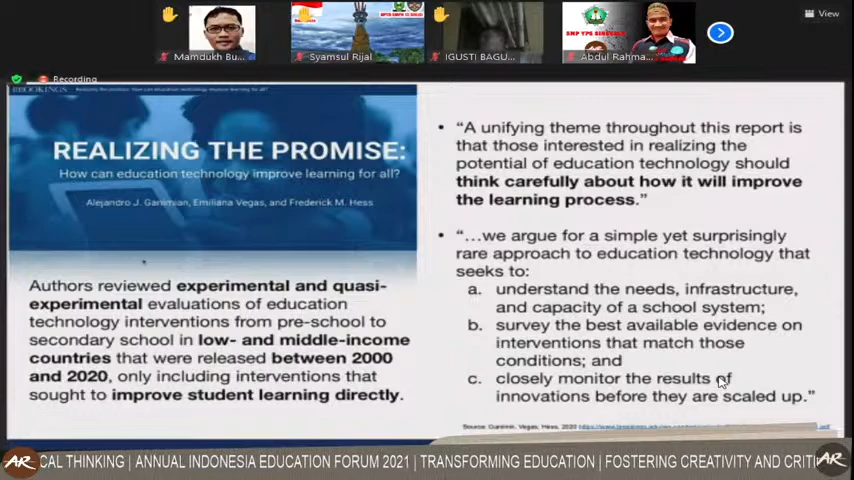 View
Mamdukh Bu...
Syamsul Rijal
IGUSTI BAGU...
SMP YPS SINGKOLE
Abdul Rahma...
Recording
BROOKINGS
REALIZING THE PROMISE:
How can education technology improve learning for all?
Alejandro J. Ganimian, Emiliana Vegas, and Frederick M. Hess
Authors reviewed experimental and quasi-
experimental evaluations of education
technology interventions from pre-school to
secondary school in low- and middle-income
countries that were released between 2000
and 2020, only including interventions that
sought to improve student learning directly.
• “A unifying theme throughout this report is
that those interested in realizing the
potential of education technology should
think carefully about how it will improve
the learning process.”
• “…we argue for a simple yet surprisingly
rare approach to education technology that
seeks to:
a. understand the needs, infrastructure,
and capacity of a school system;
b. survey the best available evidence on
interventions that match those
conditions; and
c. closely monitor the results of
innovations before they are scaled up.”
AR CAL THINKING | ANNUAL INDONESIA EDUCATION FORUM 2021 | TRANSFORMING EDUCATION | FOSTERING CREATIVITY AND CRITI AR